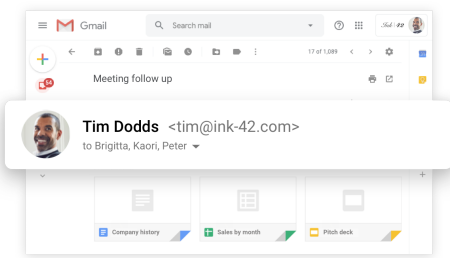 Gmail
Search mail
Ink 42
17 of 1,089
54
Meeting follow up
Tim Dodds <tim@ink-42.com>
to Brigitta, Kaori, Peter
Company history
Sales by month
Pitch deck